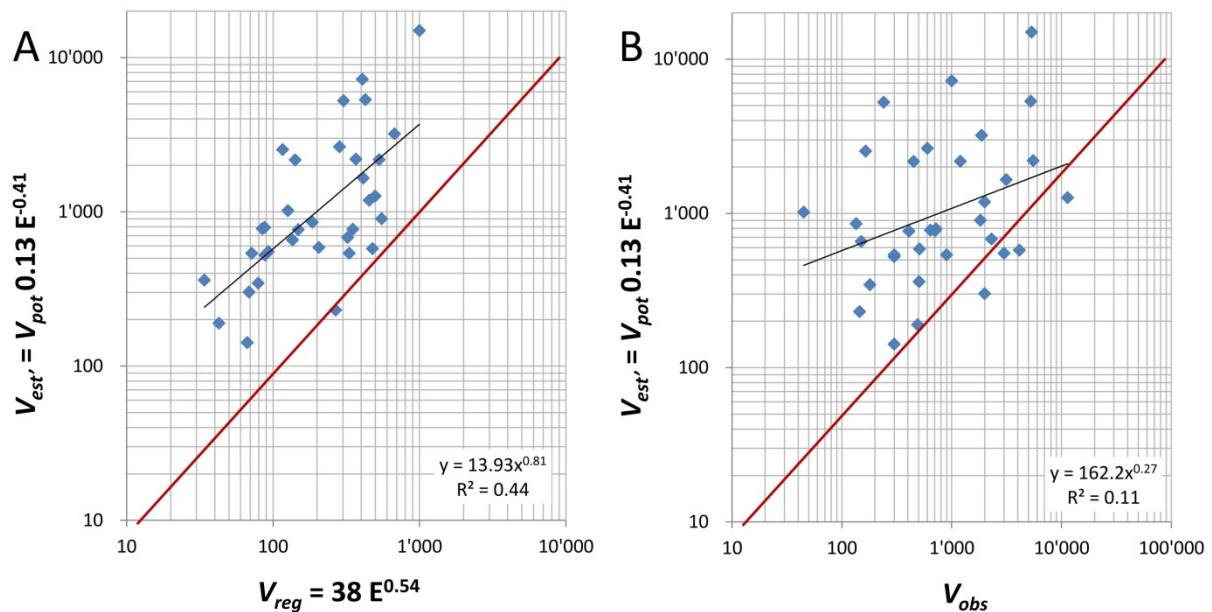 A
10'000
1'000
100
10
10
100
1'000
10'000
V_est' = V_pot 0.13 E^-0.41
V_reg = 38 E^0.54
y = 13.93x^0.81
R² = 0.44
B
10'000
1'000
100
10
10
100
1'000
10'000
100'000
V_est' = V_pot 0.13 E^-0.41
V_obs
y = 162.2x^0.27
R² = 0.11